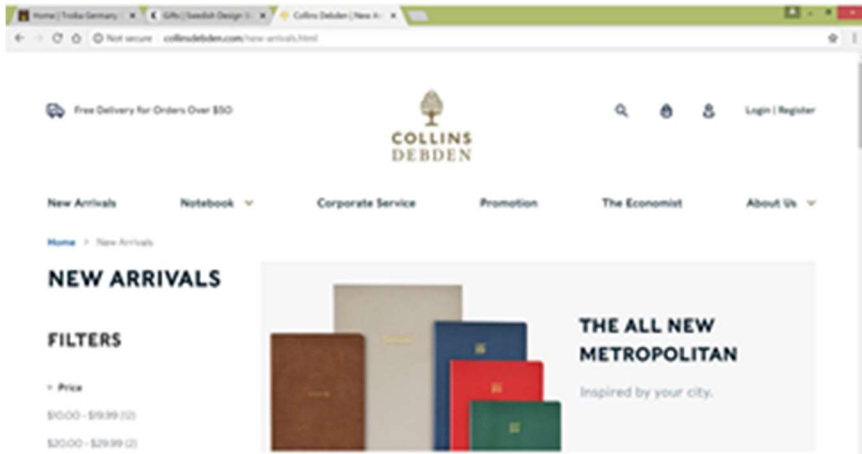 Home | Troika Germany
Gifts | Swedish Design
Collins Debden | New Ar
Not secure collinsdebden.com/new-arrivals.html
Free Delivery for Orders Over $50
COLLINS
DEBDEN
Login | Register
New Arrivals Notebook Corporate Service Promotion The Economist About Us
Home > New Arrivals
NEW ARRIVALS
FILTERS
Price
$10.00 - $19.99 (12)
$20.00 - $29.99 (2)
THE ALL NEW
METROPOLITAN
Inspired by your city.